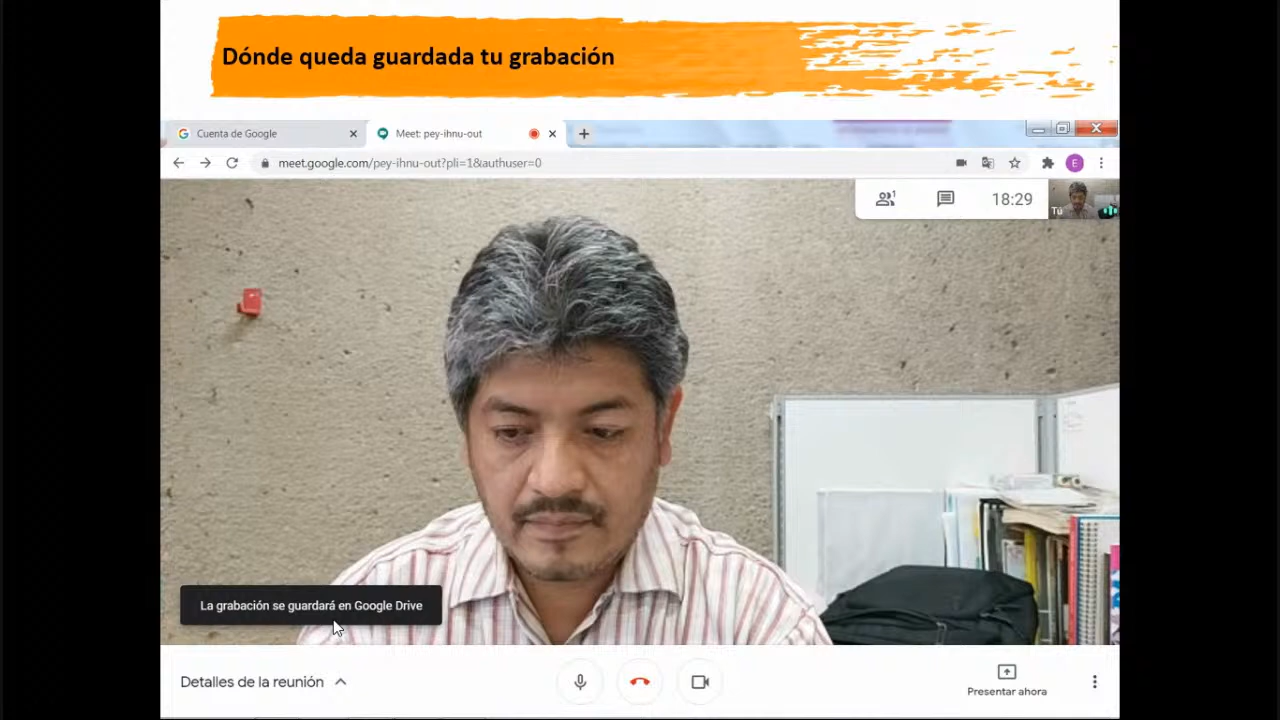 Dónde queda guardada tu grabación
Cuenta de Google
Meet: pey-ihnu-out
meet.google.com/pey-ihnu-out?pli=1&authuser=0
E
1
18:29
Tú
La grabación se guardará en Google Drive
Detalles de la reunión
Presentar ahora